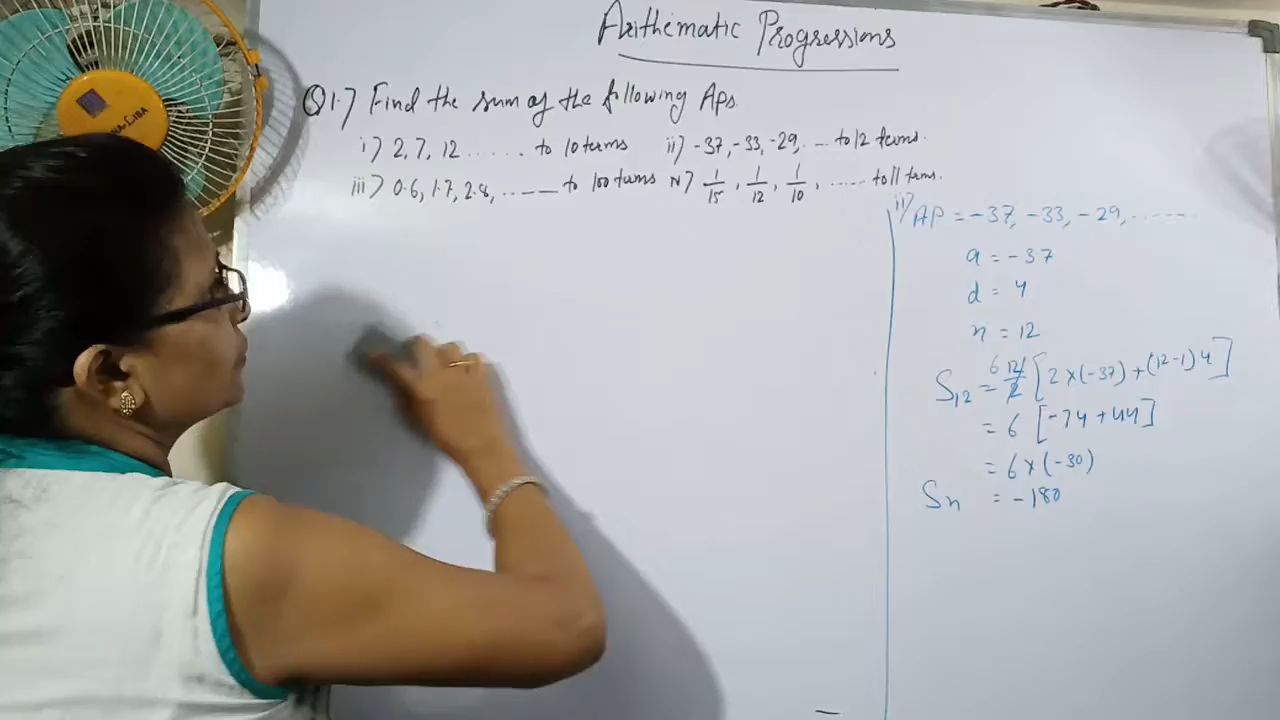 Arithematic Progressions
Q1.7 Find the sum of the following Aps.
i) 2, 7, 12 ...... to 10 terms ii) -37, -33, -29, ... to 12 terms.
iii) 0.6, 1.7, 2.8, ...... to 100 terms iv) 1/15, 1/12, 1/10, ..... to 11 terms.
ii) AP = -37, -33, -29, ......
a = -37
d = 4
n = 12
S12 = 6 12/2 [2×(-37)+(12-1)4]
= 6 [-74+44]
= 6×(-30)
Sn = -180